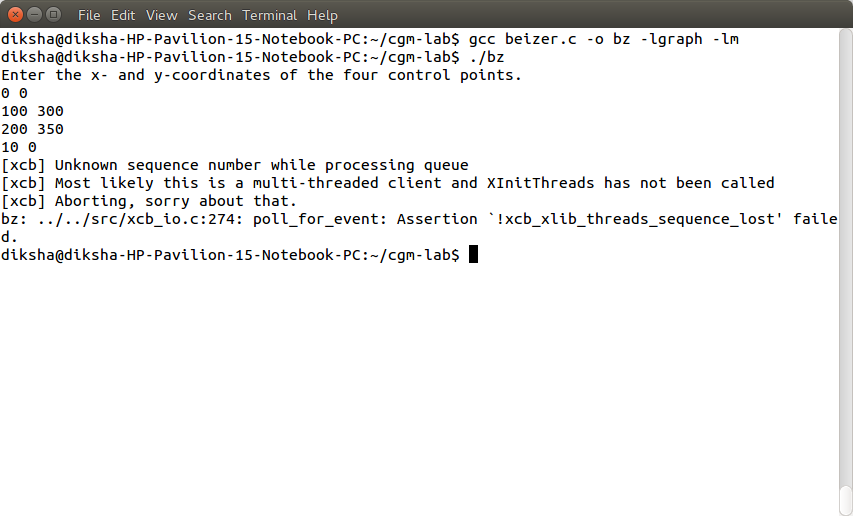 File Edit View Search Terminal Help
diksha@diksha-HP-Pavilion-15-Notebook-PC:~/cgm-lab$ gcc beizer.c -o bz -lgraph -lm
diksha@diksha-HP-Pavilion-15-Notebook-PC:~/cgm-lab$ ./bz
Enter the x- and y-coordinates of the four control points.
0 0
100 300
200 350
10 0
[xcb] Unknown sequence number while processing queue
[xcb] Most likely this is a multi-threaded client and XInitThreads has not been called
[xcb] Aborting, sorry about that.
bz: ../../src/xcb_io.c:274: poll_for_event: Assertion `!xcb_xlib_threads_sequence_lost' faile
d.
diksha@diksha-HP-Pavilion-15-Notebook-PC:~/cgm-lab$